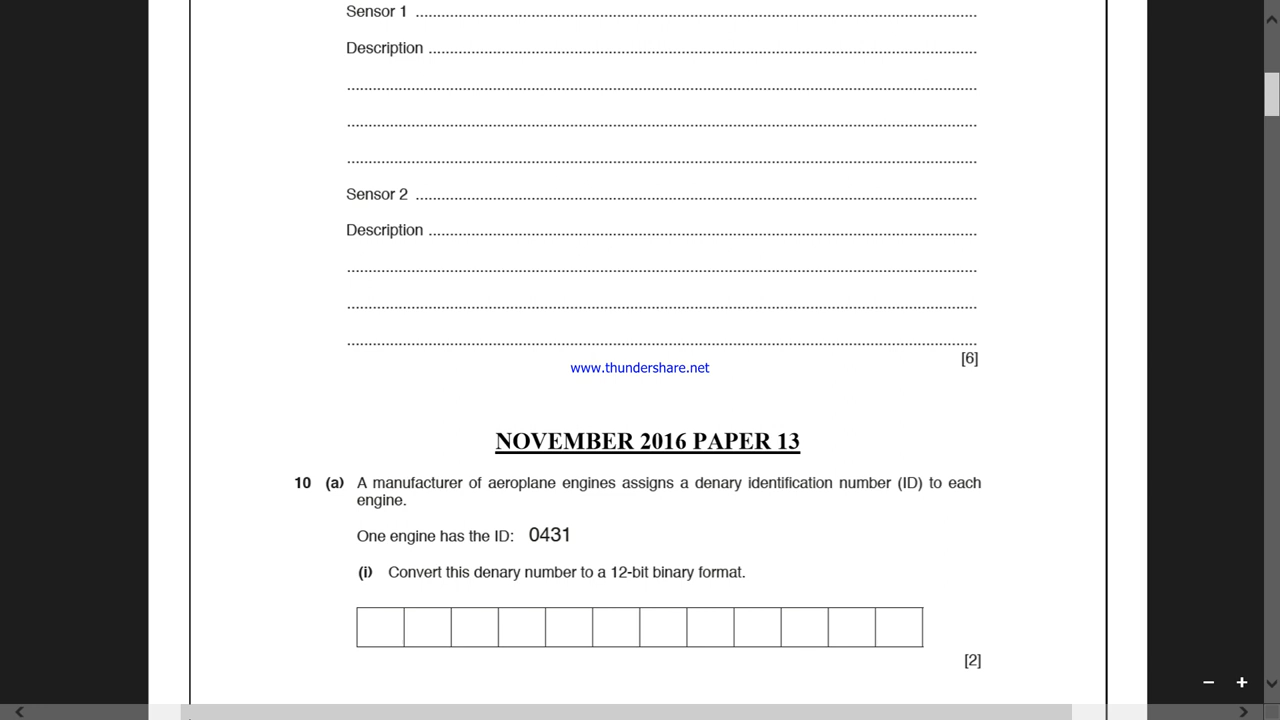 Sensor 1 ..........................................................................................................................................
Description .......................................................................................................................................
..........................................................................................................................................................
..........................................................................................................................................................
..........................................................................................................................................................
Sensor 2 ..........................................................................................................................................
Description .......................................................................................................................................
..........................................................................................................................................................
..........................................................................................................................................................
..........................................................................................................................................................
[6]
www.thundershare.net
NOVEMBER 2016 PAPER 13
10 (a) A manufacturer of aeroplane engines assigns a denary identification number (ID) to each
engine.
One engine has the ID: 0431
(i) Convert this denary number to a 12-bit binary format.
[2]